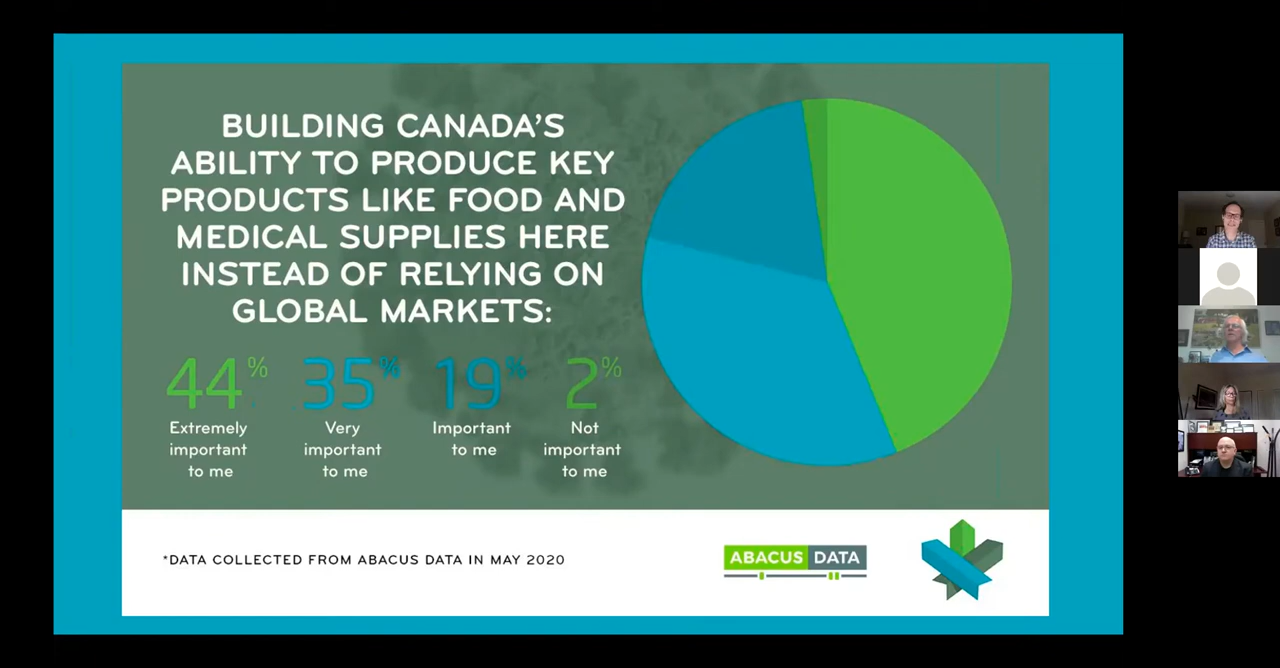 BUILDING CANADA'S
ABILITY TO PRODUCE KEY
PRODUCTS LIKE FOOD AND
MEDICAL SUPPLIES HERE
INSTEAD OF RELYING ON
GLOBAL MARKETS:
44%
Extremely
important
to me
35%
Very
important
to me
19%
Important
to me
2%
Not
important
to me
*DATA COLLECTED FROM ABACUS DATA IN MAY 2020
ABACUS DATA